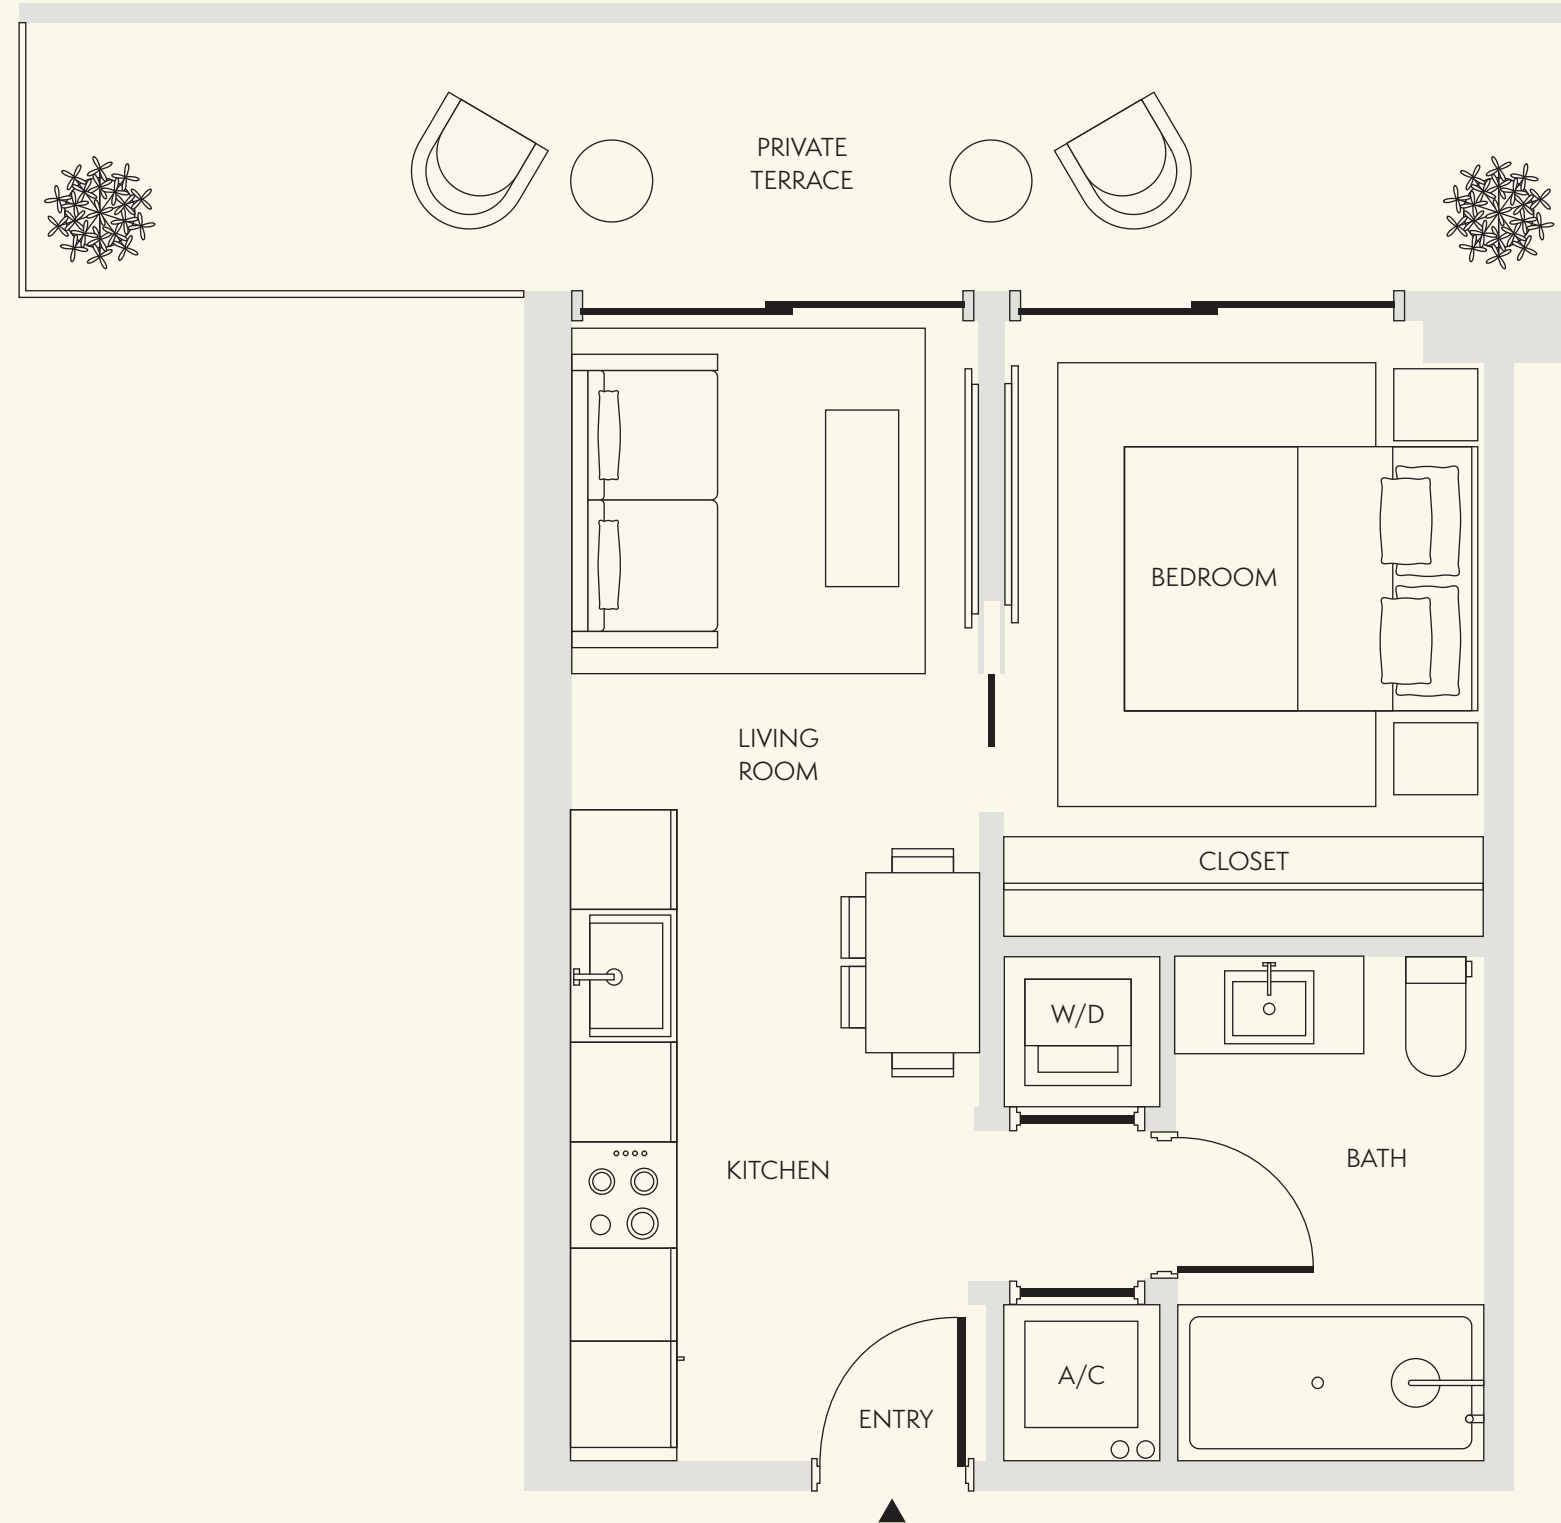 PRIVATE
TERRACE
BEDROOM
LIVING
ROOM
CLOSET
W/D
KITCHEN
BATH
A/C
ENTRY